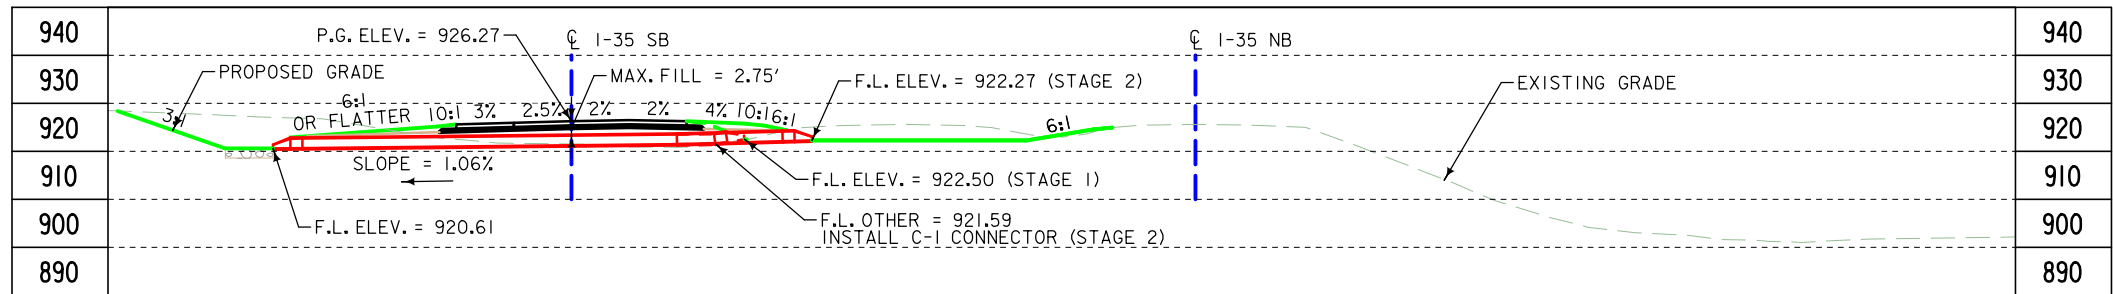 940
P.G. ELEV. = 926.27
℄ I-35 SB
℄ I-35 NB
940
930
PROPOSED GRADE
MAX. FILL = 2.75'
F.L. ELEV. = 922.27 (STAGE 2)
EXISTING GRADE
930
920
3:1
6:1
OR FLATTER
10:1
3%
2.5%
2%
2%
4%
10:1
6:1
6:1
920
910
SLOPE = 1.06%
F.L. ELEV. = 922.50 (STAGE 1)
910
900
F.L. ELEV. = 920.61
F.L. OTHER = 921.59
INSTALL C-1 CONNECTOR (STAGE 2)
900
890
890